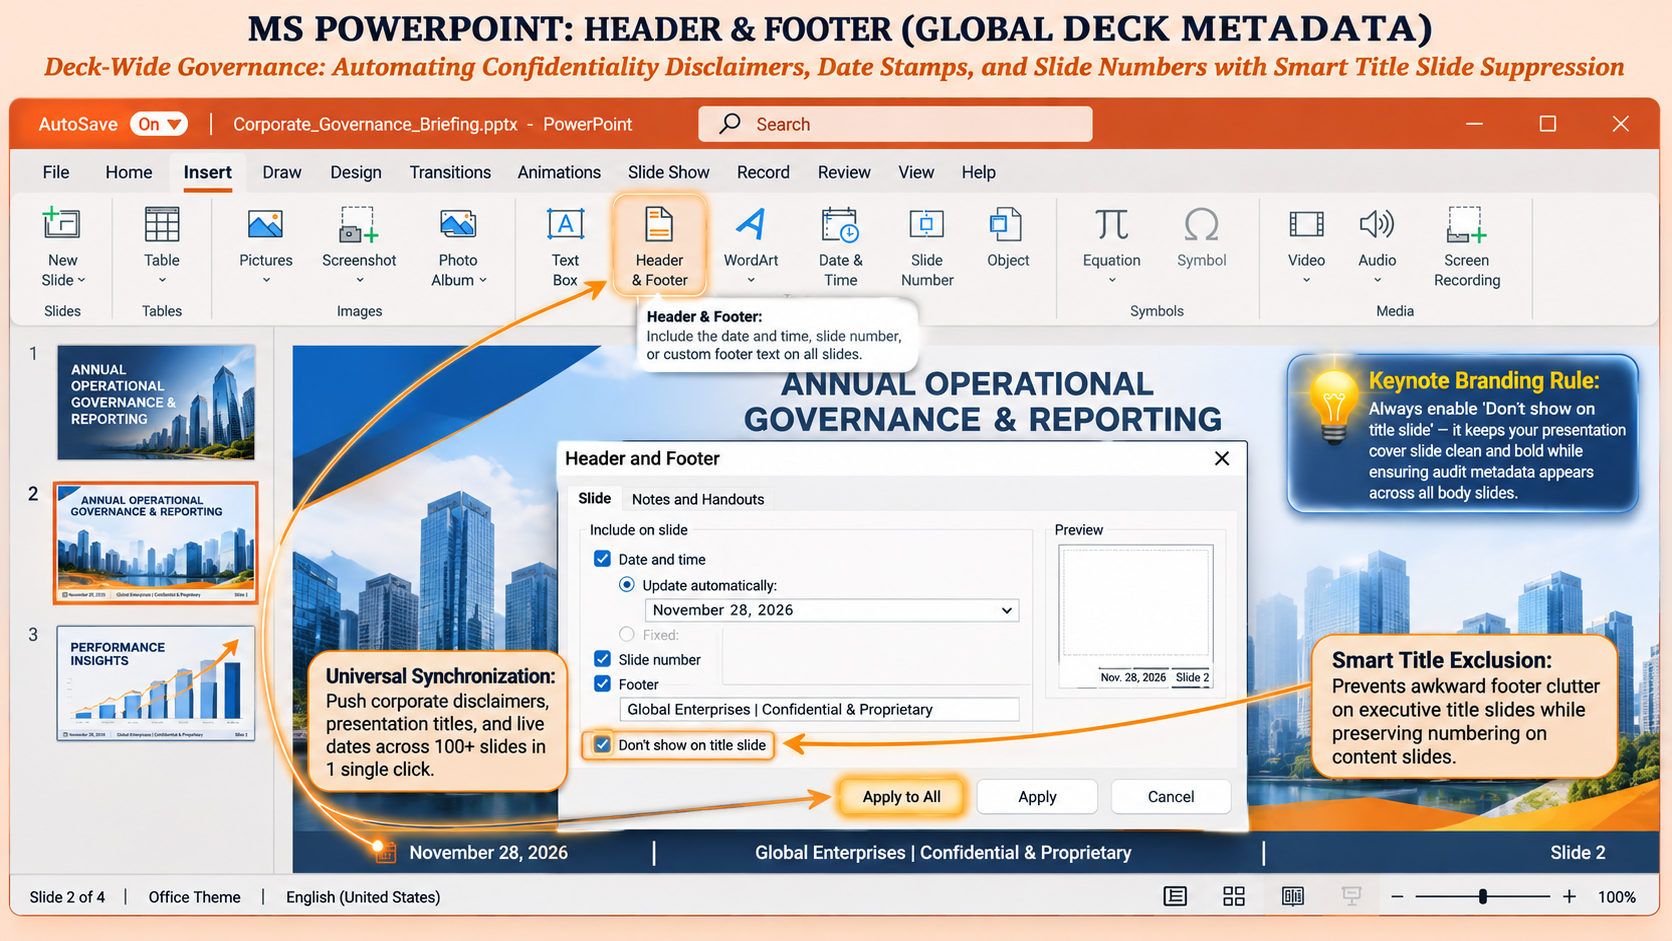 MS POWERPOINT: HEADER & FOOTER (GLOBAL DECK METADATA)
Deck-Wide Governance: Automating Confidentiality Disclaimers, Date Stamps, and Slide Numbers with Smart Title Slide Suppression
AutoSave On Corporate_Governance_Briefing.pptx - PowerPoint Search
File Home Insert Draw Design Transitions Animations Slide Show Record Review View Help
New Slide
Table
Pictures
Screenshot
Photo Album
Text Box
Header & Footer
WordArt
Date & Time
Slide Number
Object
Equation
Symbol
Video
Audio
Screen Recording
Slides Tables Images Symbols Media
Header & Footer:
Include the date and time, slide number,
or custom footer text on all slides.
1
ANNUAL
OPERATIONAL
GOVERNANCE &
REPORTING
2
ANNUAL OPERATIONAL
GOVERNANCE & REPORTING
November 28, 2026 Global Enterprises | Confidential & Proprietary Slide 1
3
PERFORMANCE
INSIGHTS
ANNUAL OPERATIONAL
GOVERNANCE & REPORTING
Keynote Branding Rule:
Always enable 'Don't show on
title slide' – it keeps your presentation
cover slide clean and bold while
ensuring audit metadata appears
across all body slides.
Header and Footer
Slide Notes and Handouts
Include on slide
Date and time
Update automatically:
November 28, 2026
Fixed:
Slide number
Footer
Global Enterprises | Confidential & Proprietary
Don't show on title slide
Preview
Nov. 28, 2026 Slide 2
Apply to All Apply Cancel
Universal Synchronization:
Push corporate disclaimers,
presentation titles, and live
dates across 100+ slides in
1 single click.
Smart Title Exclusion:
Prevents awkward footer clutter
on executive title slides while
preserving numbering on
content slides.
November 28, 2026 | Global Enterprises | Confidential & Proprietary | Slide 2
Slide 2 of 4 Office Theme English (United States) 100%